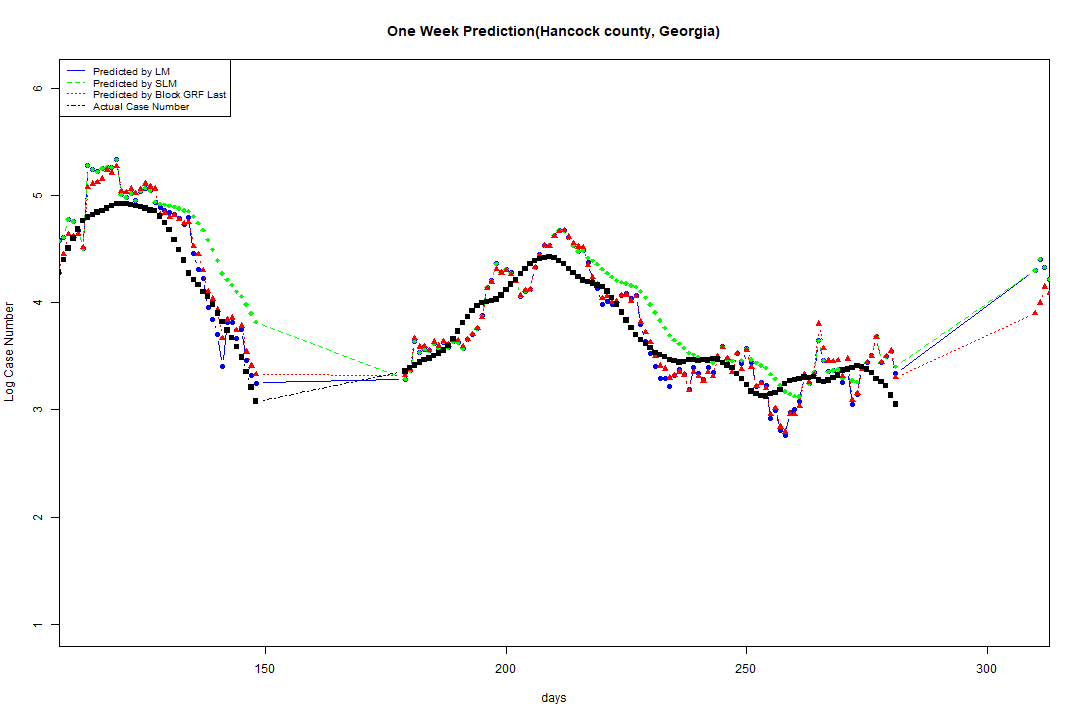 One Week Prediction(Hancock county, Georgia)
Predicted by LM
Predicted by SLM
Predicted by Block GRF Last
Actual Case Number
6
5
4
3
2
1
Log Case Number
150 200 250 300
days